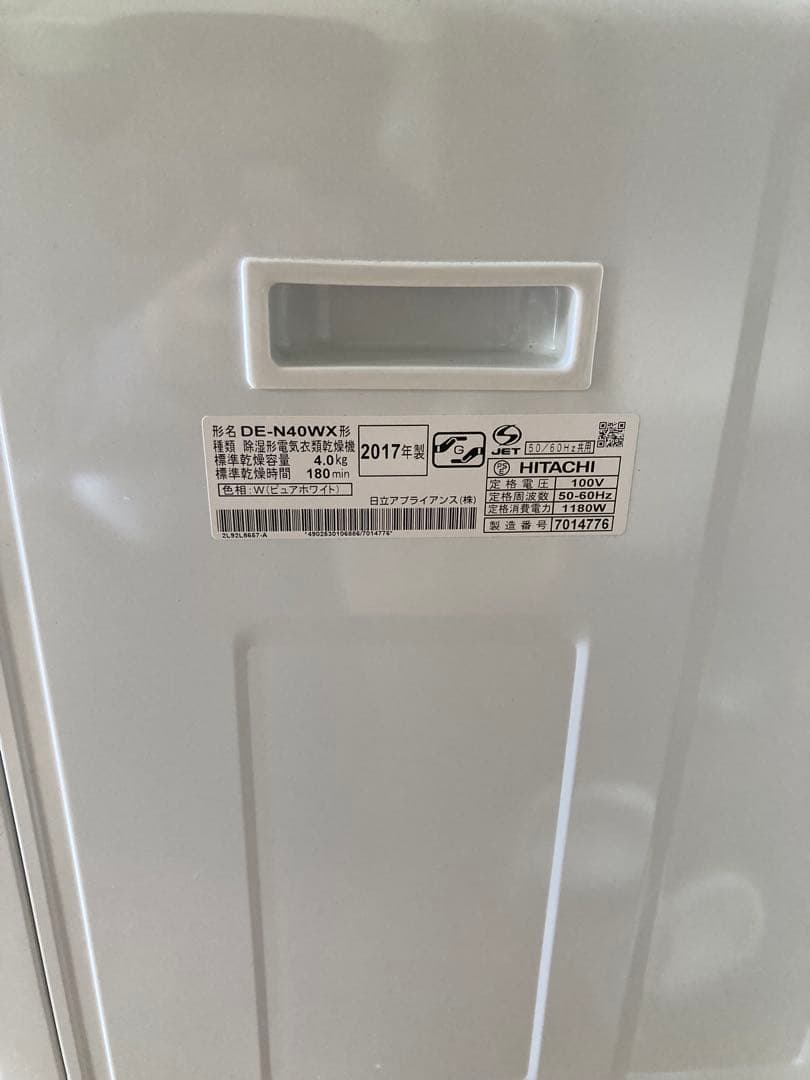 形名 DE-N40WX形
種類 除湿形電気衣類乾燥機
標準乾燥容量 4.0kg
標準乾燥時間 180min
色相:W(ピュアホワイト)
2017年製
G
JET
50/60Hz共用
PS
E
HITACHI
定格電圧 100V
定格周波数 50-60Hz
定格消費電力 1180W
製造番号 7014776
日立アプライアンス(株)
2L92L8667-A
*4902530106886/7014776*